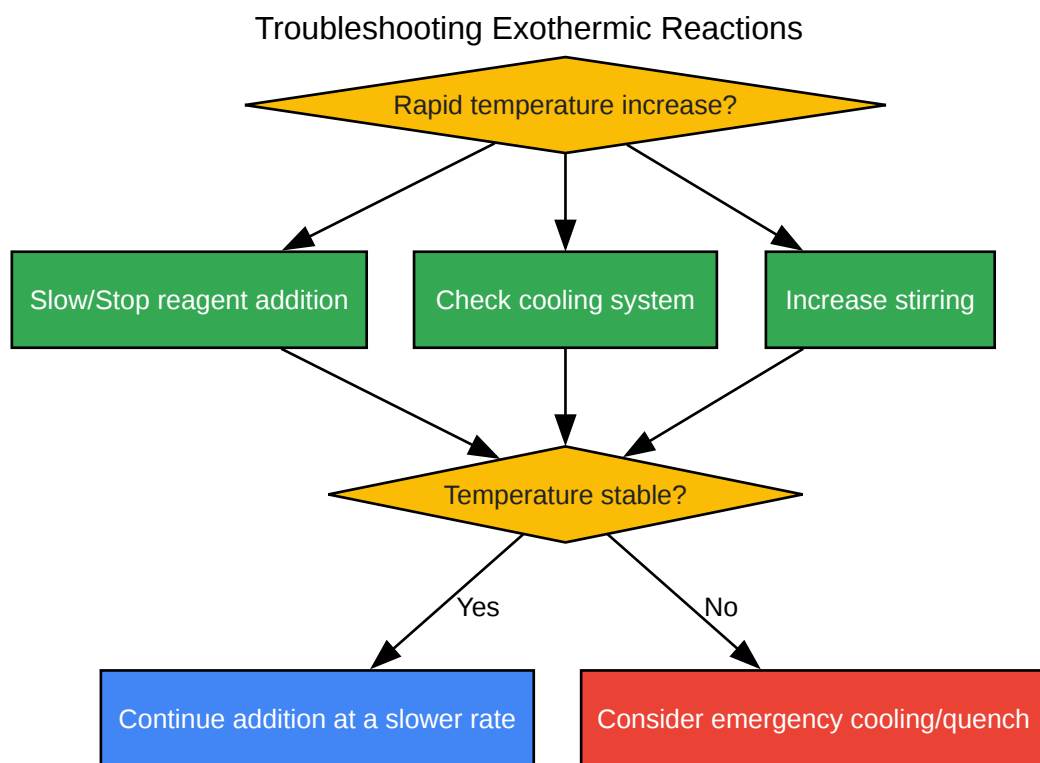 Troubleshooting Exothermic Reactions
Rapid temperature increase?
Slow/Stop reagent addition
Check cooling system
Increase stirring
Temperature stable?
Yes
No
Continue addition at a slower rate
Consider emergency cooling/quench